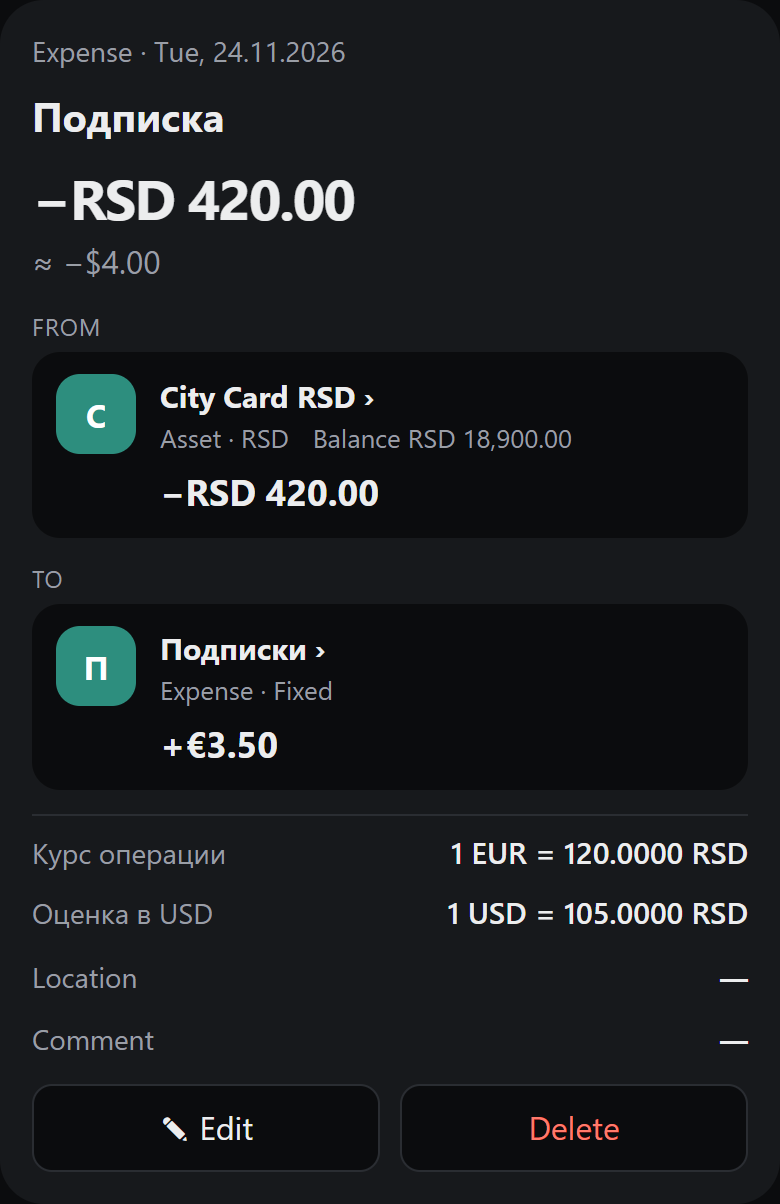 Expense · Tue, 24.11.2026
Подписка
−RSD 420.00
≈ −$4.00
FROM
C
City Card RSD ›
Asset · RSD Balance RSD 18,900.00
−RSD 420.00
TO
П
Подписки ›
Expense · Fixed
+€3.50
Курс операции 1 EUR = 120.0000 RSD
Оценка в USD 1 USD = 105.0000 RSD
Location —
Comment —
✏ Edit Delete